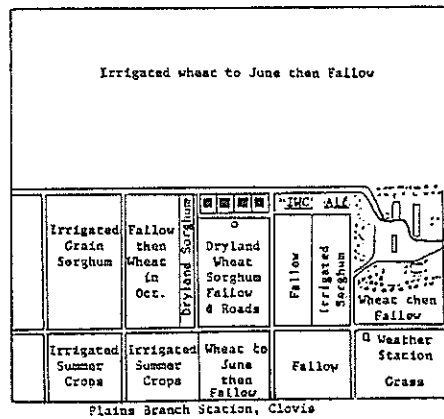 Irrigated wheat to June then Fallow
Irrigated
Grain
Sorghum
Fallow
then
Wheat
in
Oct.
Dryland Sorghum
Dryland
Wheat
Sorghum
Fallow
& Roads
IWC
Alf
Fallow
Irrigated
Sorghum
Wheat then
Fallow
Irrigated
Summer
Crops
Irrigated
Summer
Crops
Wheat to
June
then
Fallow
Fallow
Weather
Station
Grass
Plains Branch Station, Clovis